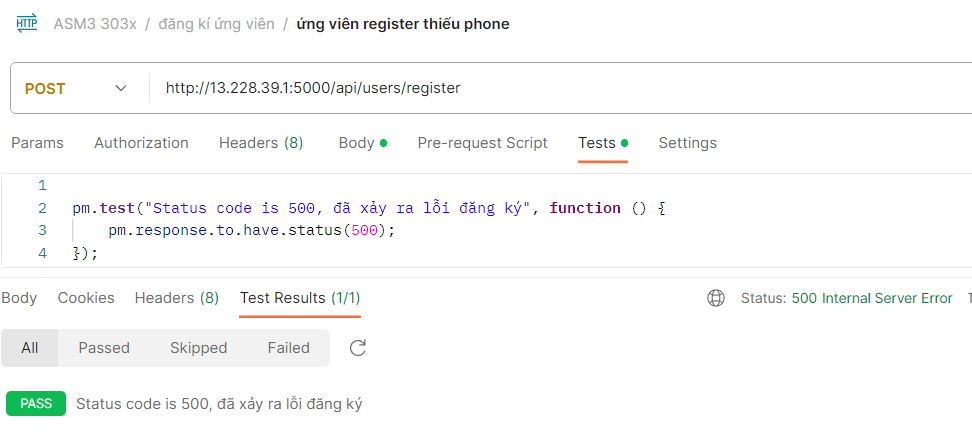 HTTP ASM3 303x / đăng kí ứng viên / ứng viên register thiếu phone
POST http://13.228.39.1:5000/api/users/register
Params Authorization Headers (8) Body Pre-request Script Tests Settings
1
2 pm.test("Status code is 500, đã xảy ra lỗi đăng ký", function () {
3 pm.response.to.have.status(500);
4 });
Body Cookies Headers (8) Test Results (1/1) Status: 500 Internal Server Error
All Passed Skipped Failed
PASS Status code is 500, đã xảy ra lỗi đăng ký